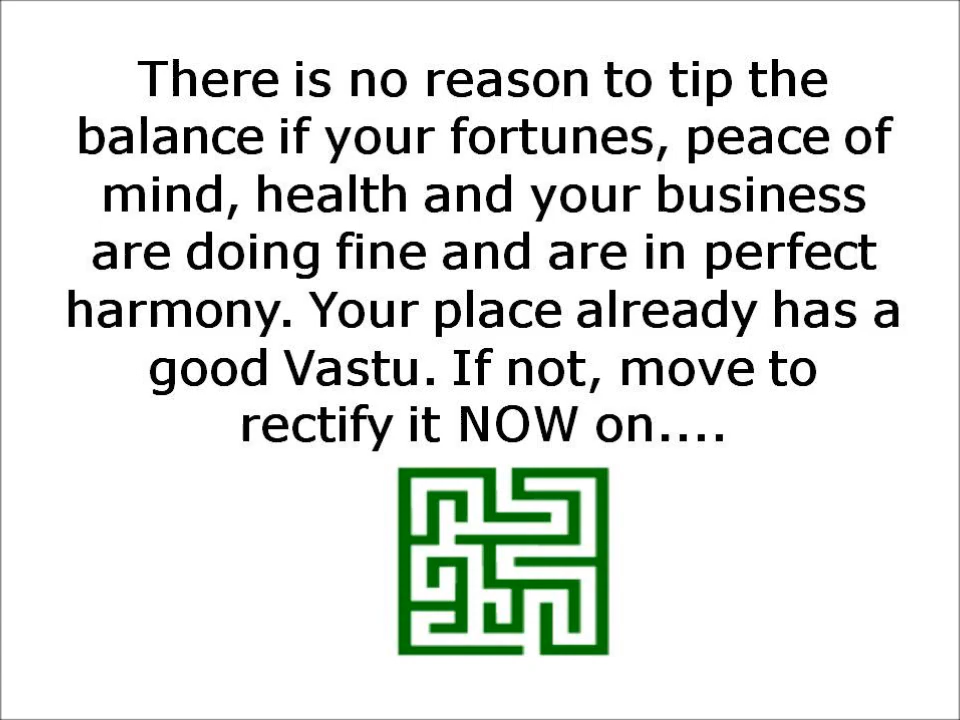 There is no reason to tip the
balance if your fortunes, peace of
mind, health and your business
are doing fine and are in perfect
harmony. Your place already has a
good Vastu. If not, move to
rectify it NOW on....